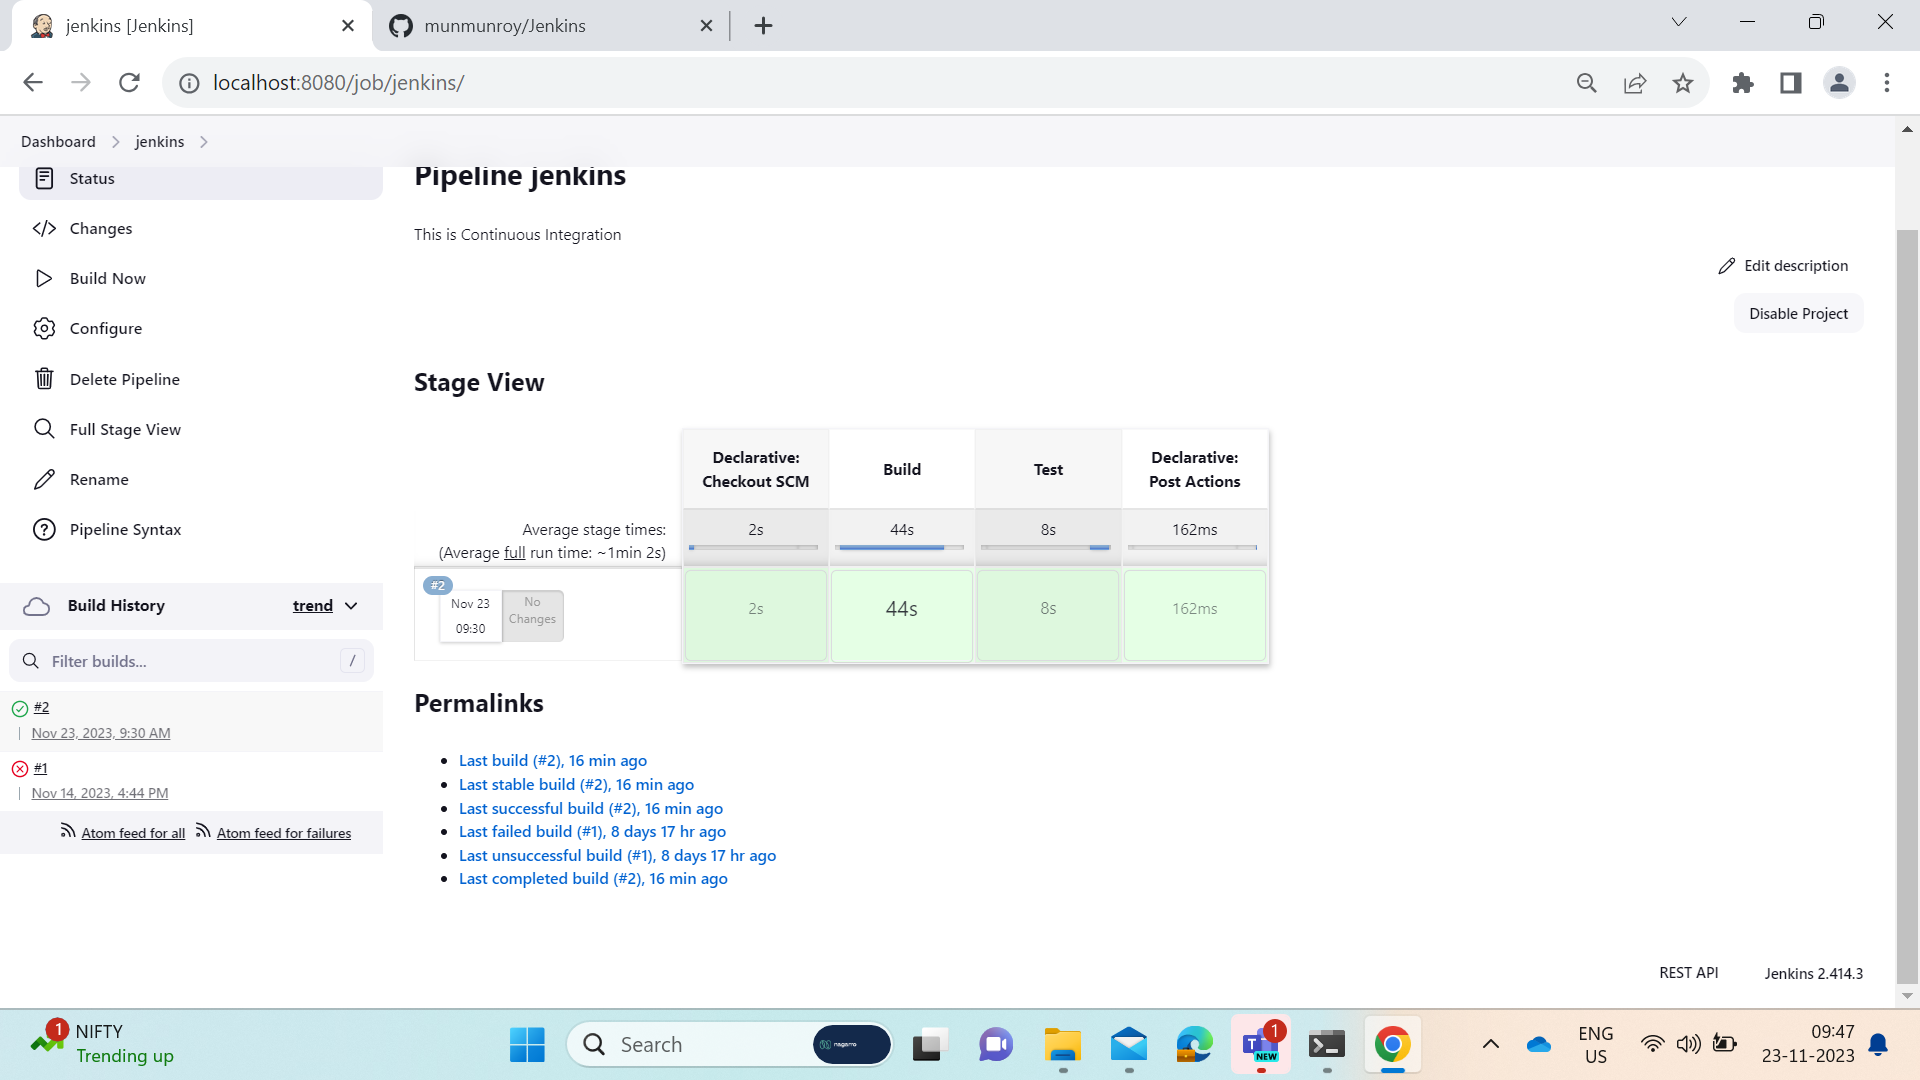 jenkins [Jenkins]
munmunroy/Jenkins
localhost:8080/job/jenkins/
Dashboard
jenkins
Status
Changes
Build Now
Configure
Delete Pipeline
Full Stage View
Rename
Pipeline Syntax
Build History
trend
Filter builds...
/
#2
Nov 23, 2023, 9:30 AM
#1
Nov 14, 2023, 4:44 PM
Atom feed for all
Atom feed for failures
Pipeline jenkins
This is Continuous Integration
Edit description
Disable Project
Stage View
Declarative: Checkout SCM
Build
Test
Declarative: Post Actions
Average stage times:
(Average full run time: ~1min 2s)
2s
44s
8s
162ms
#2
Nov 23
09:30
No Changes
2s
44s
8s
162ms
Permalinks
Last build (#2), 16 min ago
Last stable build (#2), 16 min ago
Last successful build (#2), 16 min ago
Last failed build (#1), 8 days 17 hr ago
Last unsuccessful build (#1), 8 days 17 hr ago
Last completed build (#2), 16 min ago
REST API
Jenkins 2.414.3
1
NIFTY
Trending up
Search
nagarro
1
NEW
ENG
US
09:47
23-11-2023